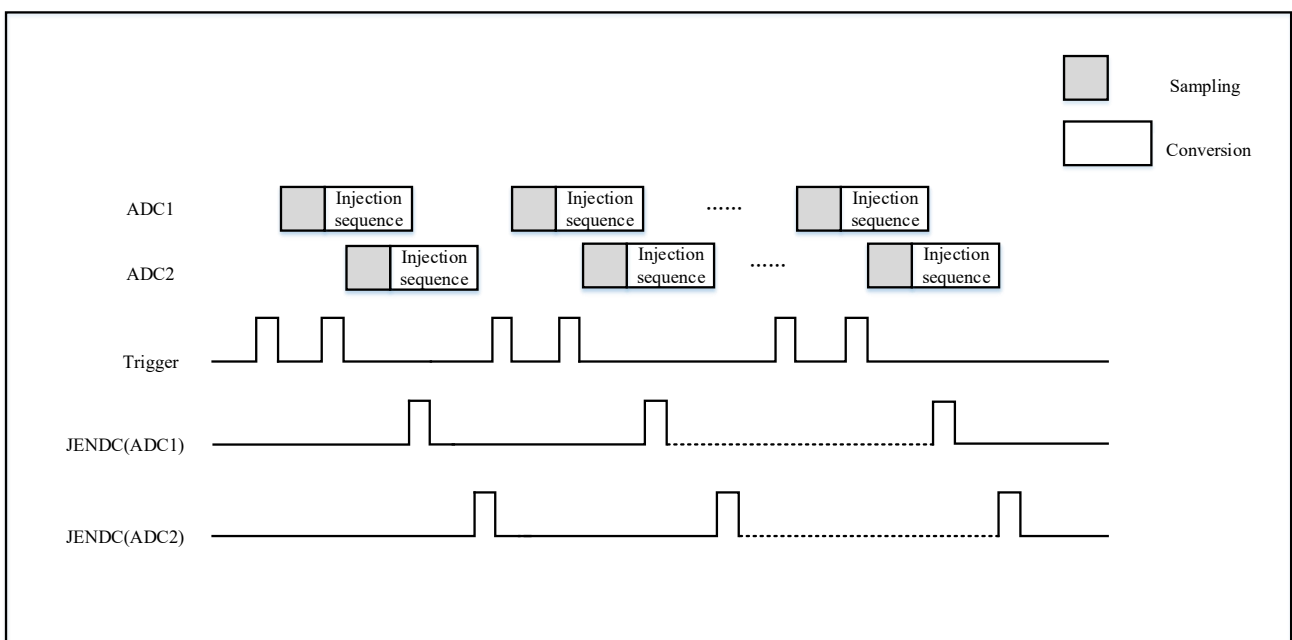 Sampling
Conversion
ADC1
Injection
sequence
Injection
sequence
......
Injection
sequence
ADC2
Injection
sequence
Injection
sequence
......
Injection
sequence
Trigger
JENDC(ADC1)
JENDC(ADC2)